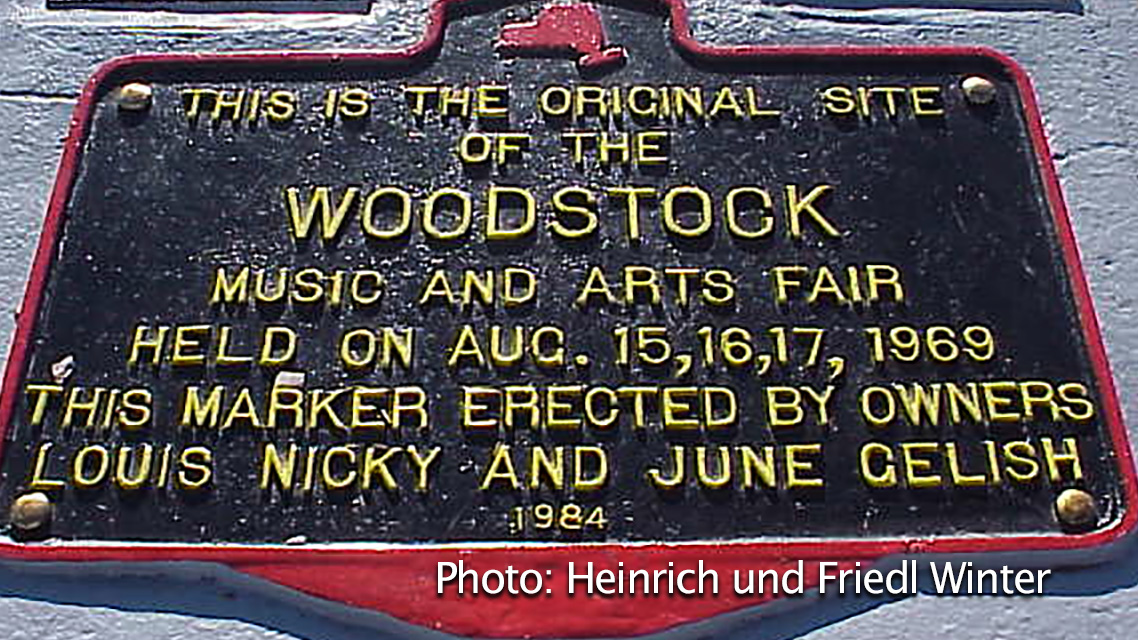 THIS IS THE ORIGINAL SITE
OF THE
WOODSTOCK
MUSIC AND ARTS FAIR
HELD ON AUG. 15,16,17, 1969
THIS MARKER ERECTED BY OWNERS
LOUIS NICKY AND JUNE GELISH
1984
Photo: Heinrich und Friedl Winter